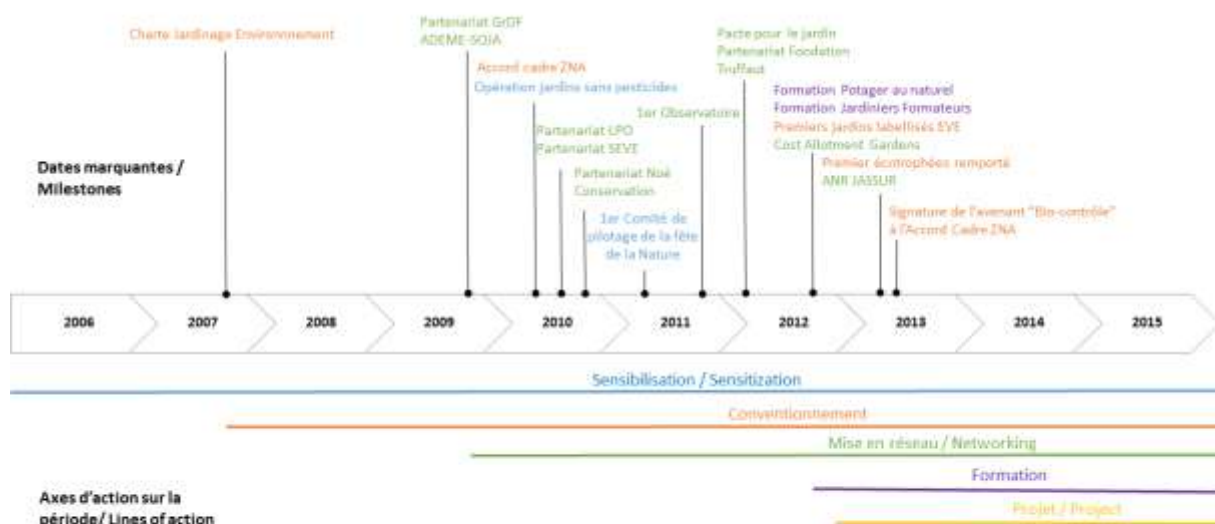 Charte Jardinage Environnement
Partenariat GrDF
ADEME-SOJA
Accord cadre ZNA
Opération jardins sans pesticides
Partenariat LPO
Partenariat SEVE
Partenariat Noé
Conservation
1er Comité de
pilotage de la fête
de la Nature
1er Observatoire
Pacte pour le jardin
Partenariat Fondation
Truffaut
Formation Potager au naturel
Formation Jardiniers Formateurs
Premiers jardins labellisés EVE
Cost Allotment Gardens
Premier écotrophées remporté
ANR JASSUR
Signature de l'avenant "Bio-contrôle"
à l'Accord Cadre ZNA
Dates marquantes /
Milestones
2006
2007
2008
2009
2010
2011
2012
2013
2014
2015
Sensibilisation / Sensitization
Conventionnement
Mise en réseau / Networking
Formation
Projet / Project
Axes d'action sur la
période/ Lines of action